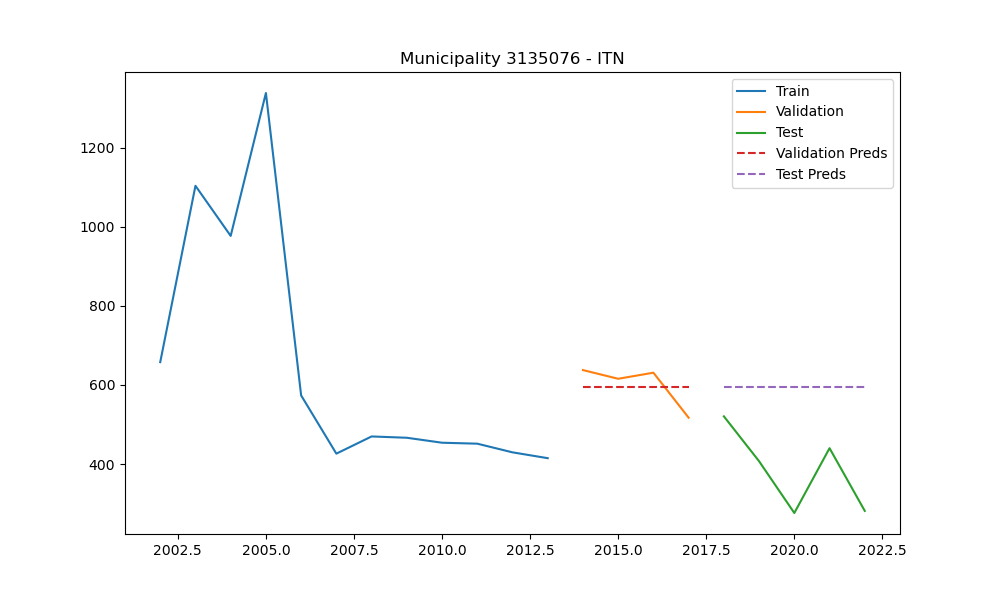 Municipality 3135076 - ITN
Train
Validation
Test
Validation Preds
Test Preds
1200
1000
800
600
400
2002.5 2005.0 2007.5 2010.0 2012.5 2015.0 2017.5 2020.0 2022.5